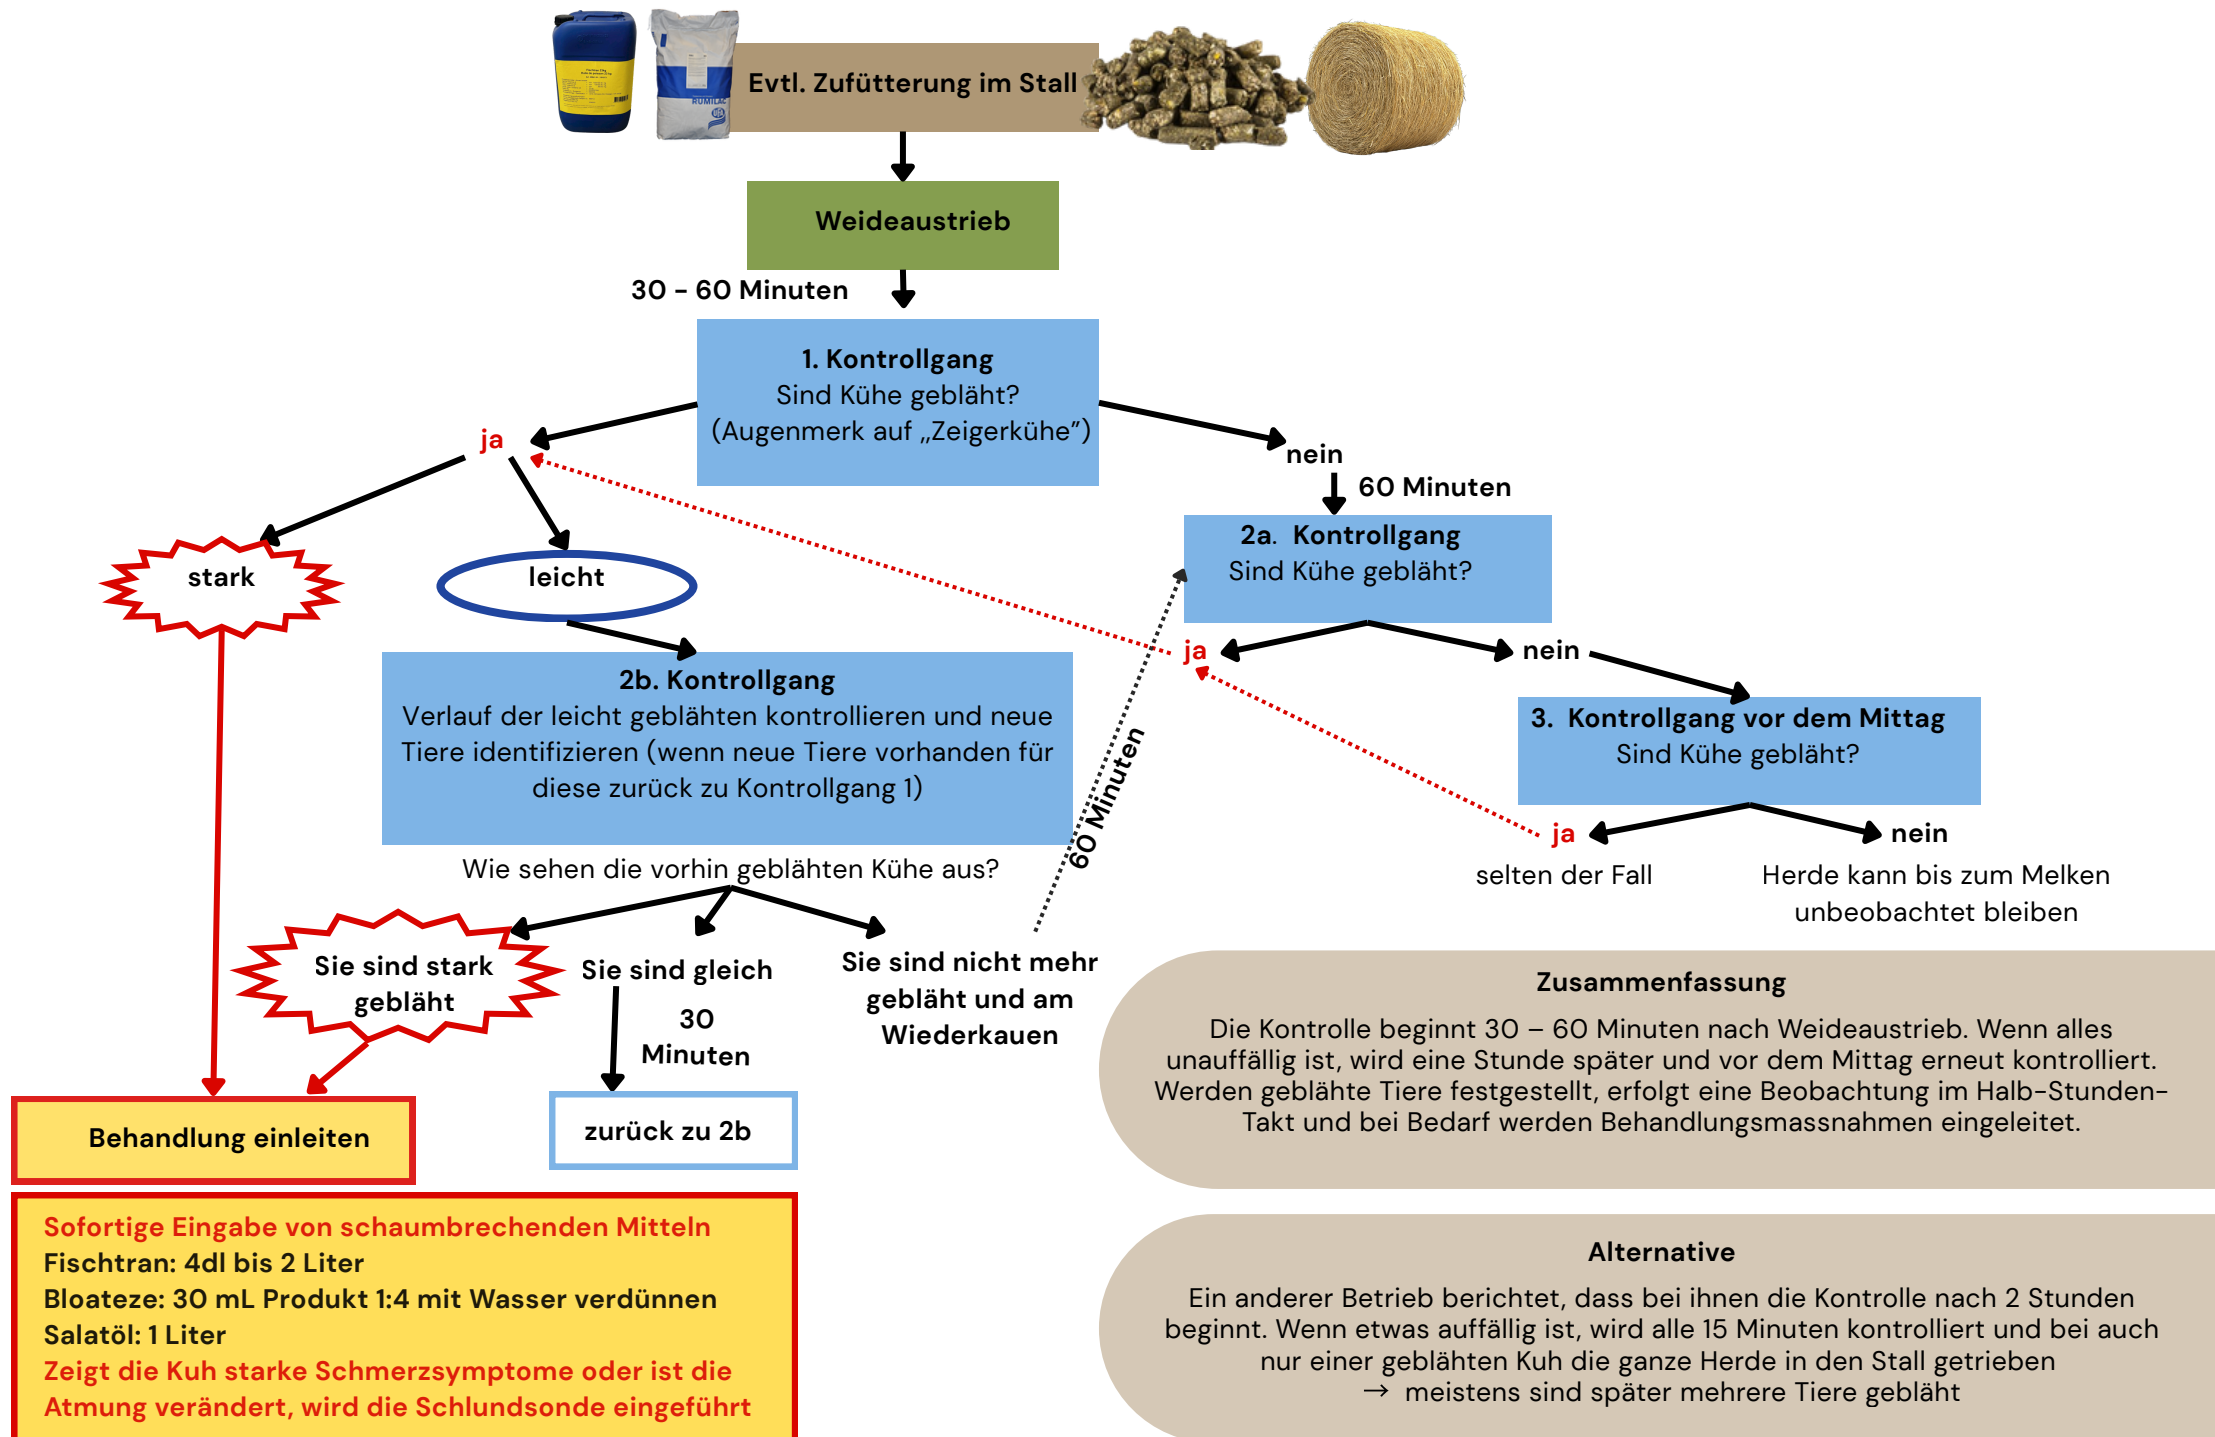 RUMILAC
UFA
Evtl. Zufütterung im Stall
Weideaustrieb
30 – 60 Minuten
1. Kontrollgang
Sind Kühe gebläht?
(Augenmerk auf „Zeigerkühe”)
ja
nein
60 Minuten
stark
leicht
2a. Kontrollgang
Sind Kühe gebläht?
ja
nein
2b. Kontrollgang
Verlauf der leicht geblähten kontrollieren und neue
Tiere identifizieren (wenn neue Tiere vorhanden für
diese zurück zu Kontrollgang 1)
3. Kontrollgang vor dem Mittag
Sind Kühe gebläht?
60 Minuten
ja
nein
selten der Fall
Herde kann bis zum Melken
unbeobachtet bleiben
Wie sehen die vorhin geblähten Kühe aus?
Sie sind stark
gebläht
Sie sind gleich
30
Minuten
Sie sind nicht mehr
gebläht und am
Wiederkauen
Behandlung einleiten
zurück zu 2b
Sofortige Eingabe von schaumbrechenden Mitteln
Fischtran: 4dl bis 2 Liter
Bloateze: 30 mL Produkt 1:4 mit Wasser verdünnen
Salatöl: 1 Liter
Zeigt die Kuh starke Schmerzsymptome oder ist die
Atmung verändert, wird die Schlundsonde eingeführt
Zusammenfassung
Die Kontrolle beginnt 30 – 60 Minuten nach Weideaustrieb. Wenn alles
unauffällig ist, wird eine Stunde später und vor dem Mittag erneut kontrolliert.
Werden geblähte Tiere festgestellt, erfolgt eine Beobachtung im Halb-Stunden-
Takt und bei Bedarf werden Behandlungsmassnahmen eingeleitet.
Alternative
Ein anderer Betrieb berichtet, dass bei ihnen die Kontrolle nach 2 Stunden
beginnt. Wenn etwas auffällig ist, wird alle 15 Minuten kontrolliert und bei auch
nur einer geblähten Kuh die ganze Herde in den Stall getrieben
→ meistens sind später mehrere Tiere gebläht